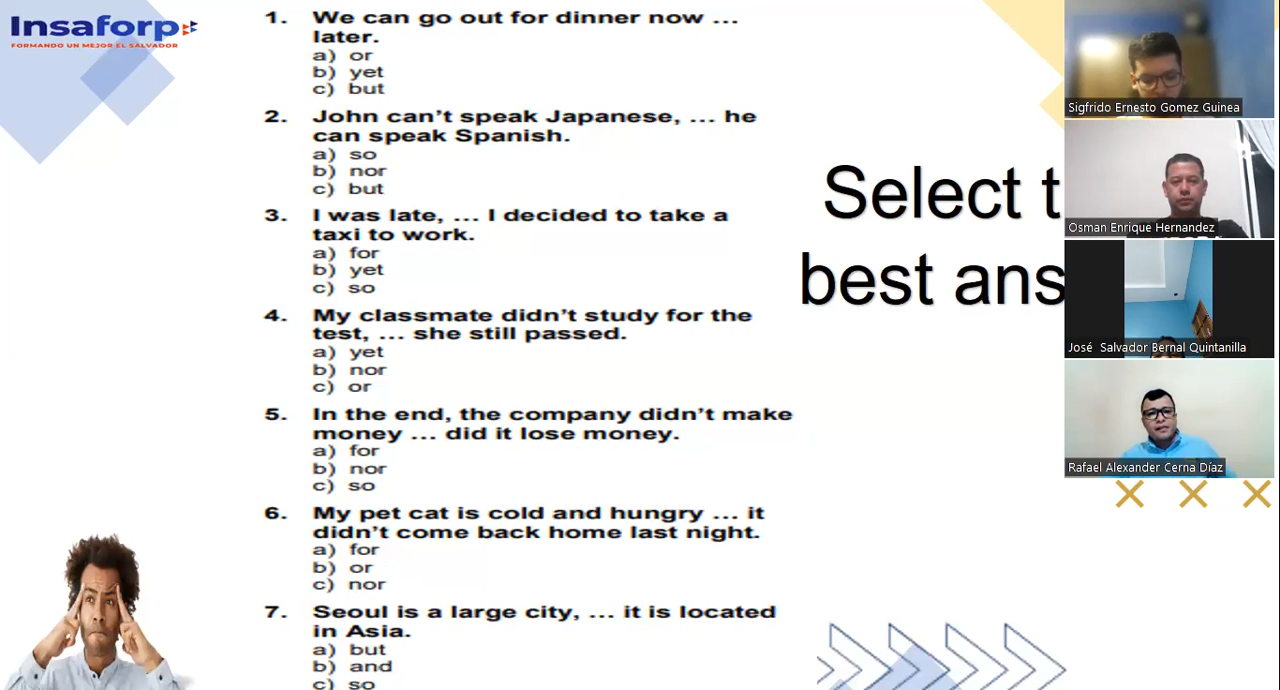 Insaforp
FORMANDO UN MEJOR EL SALVADOR
1. We can go out for dinner now ...
later.
a) or
b) yet
c) but
2. John can't speak Japanese, ... he
can speak Spanish.
a) so
b) nor
c) but
3. I was late, ... I decided to take a
taxi to work.
a) for
b) yet
c) so
4. My classmate didn't study for the
test, ... she still passed.
a) yet
b) nor
c) or
5. In the end, the company didn't make
money ... did it lose money.
a) for
b) nor
c) so
6. My pet cat is cold and hungry ... it
didn't come back home last night.
a) for
b) or
c) nor
7. Seoul is a large city, ... it is located
in Asia.
a) but
b) and
c) so
Select t
best ans
Sigfrido Ernesto Gomez Guinea
Osman Enrique Hernandez
José Salvador Bernal Quintanilla
Rafael Alexander Cerna Díaz